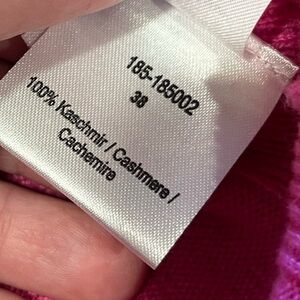 185-185002
38
100% Kaschmir / Cashmere /
Cachemire